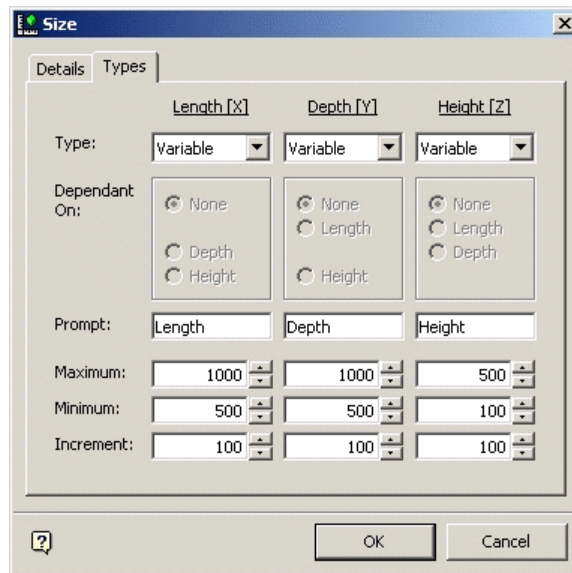 Size
Details Types
Length [X] Depth [Y] Height [Z]
Type: Variable Variable Variable
Dependant On: None None None
Length Length
Depth Depth
Height Height
Prompt: Length Depth Height
Maximum: 1000 1000 500
Minimum: 500 500 100
Increment: 100 100 100
OK Cancel